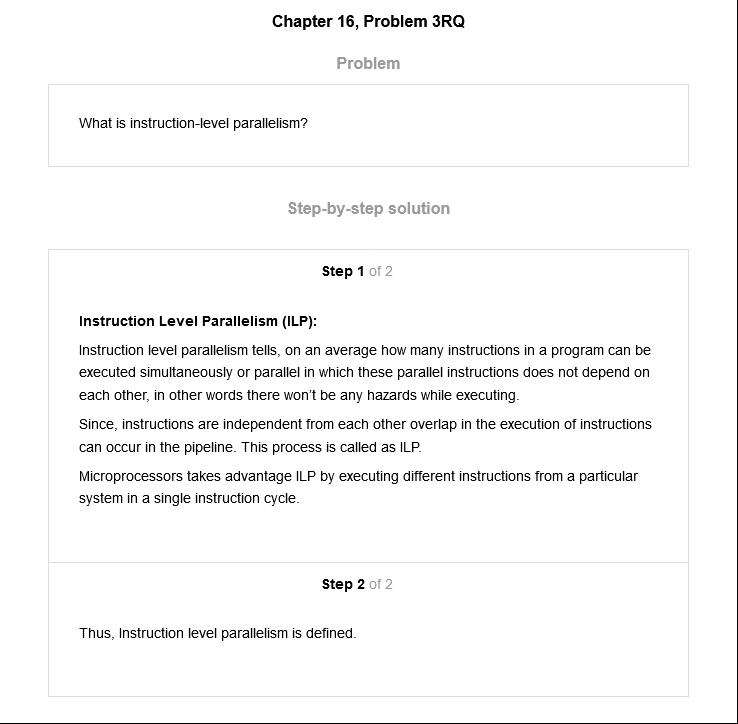 Chapter 16, Problem 3RQ
Problem
What is instruction-level parallelism?
Step-by-step solution
Step 1 of 2
Instruction Level Parallelism (ILP):
Instruction level parallelism tells, on an average how many instructions in a program can be
executed simultaneously or parallel in which these parallel instructions does not depend on
each other, in other words there won't be any hazards while executing.
Since, instructions are independent from each other overlap in the execution of instructions
can occur in the pipeline. This process is called as ILP.
Microprocessors takes advantage ILP by executing different instructions from a particular
system in a single instruction cycle.
Step 2 of 2
Thus, Instruction level parallelism is defined.